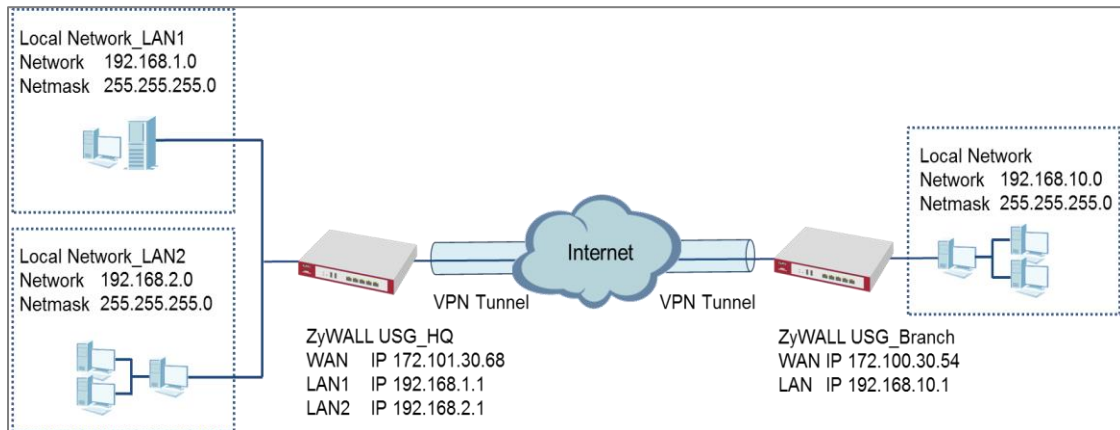 Local Network_LAN1
Network 192.168.1.0
Netmask 255.255.255.0
Local Network_LAN2
Network 192.168.2.0
Netmask 255.255.255.0
VPN Tunnel
Internet
VPN Tunnel
ZyWALL USG_HQ
WAN IP 172.101.30.68
LAN1 IP 192.168.1.1
LAN2 IP 192.168.2.1
Local Network
Network 192.168.10.0
Netmask 255.255.255.0
ZyWALL USG_Branch
WAN IP 172.100.30.54
LAN IP 192.168.10.1